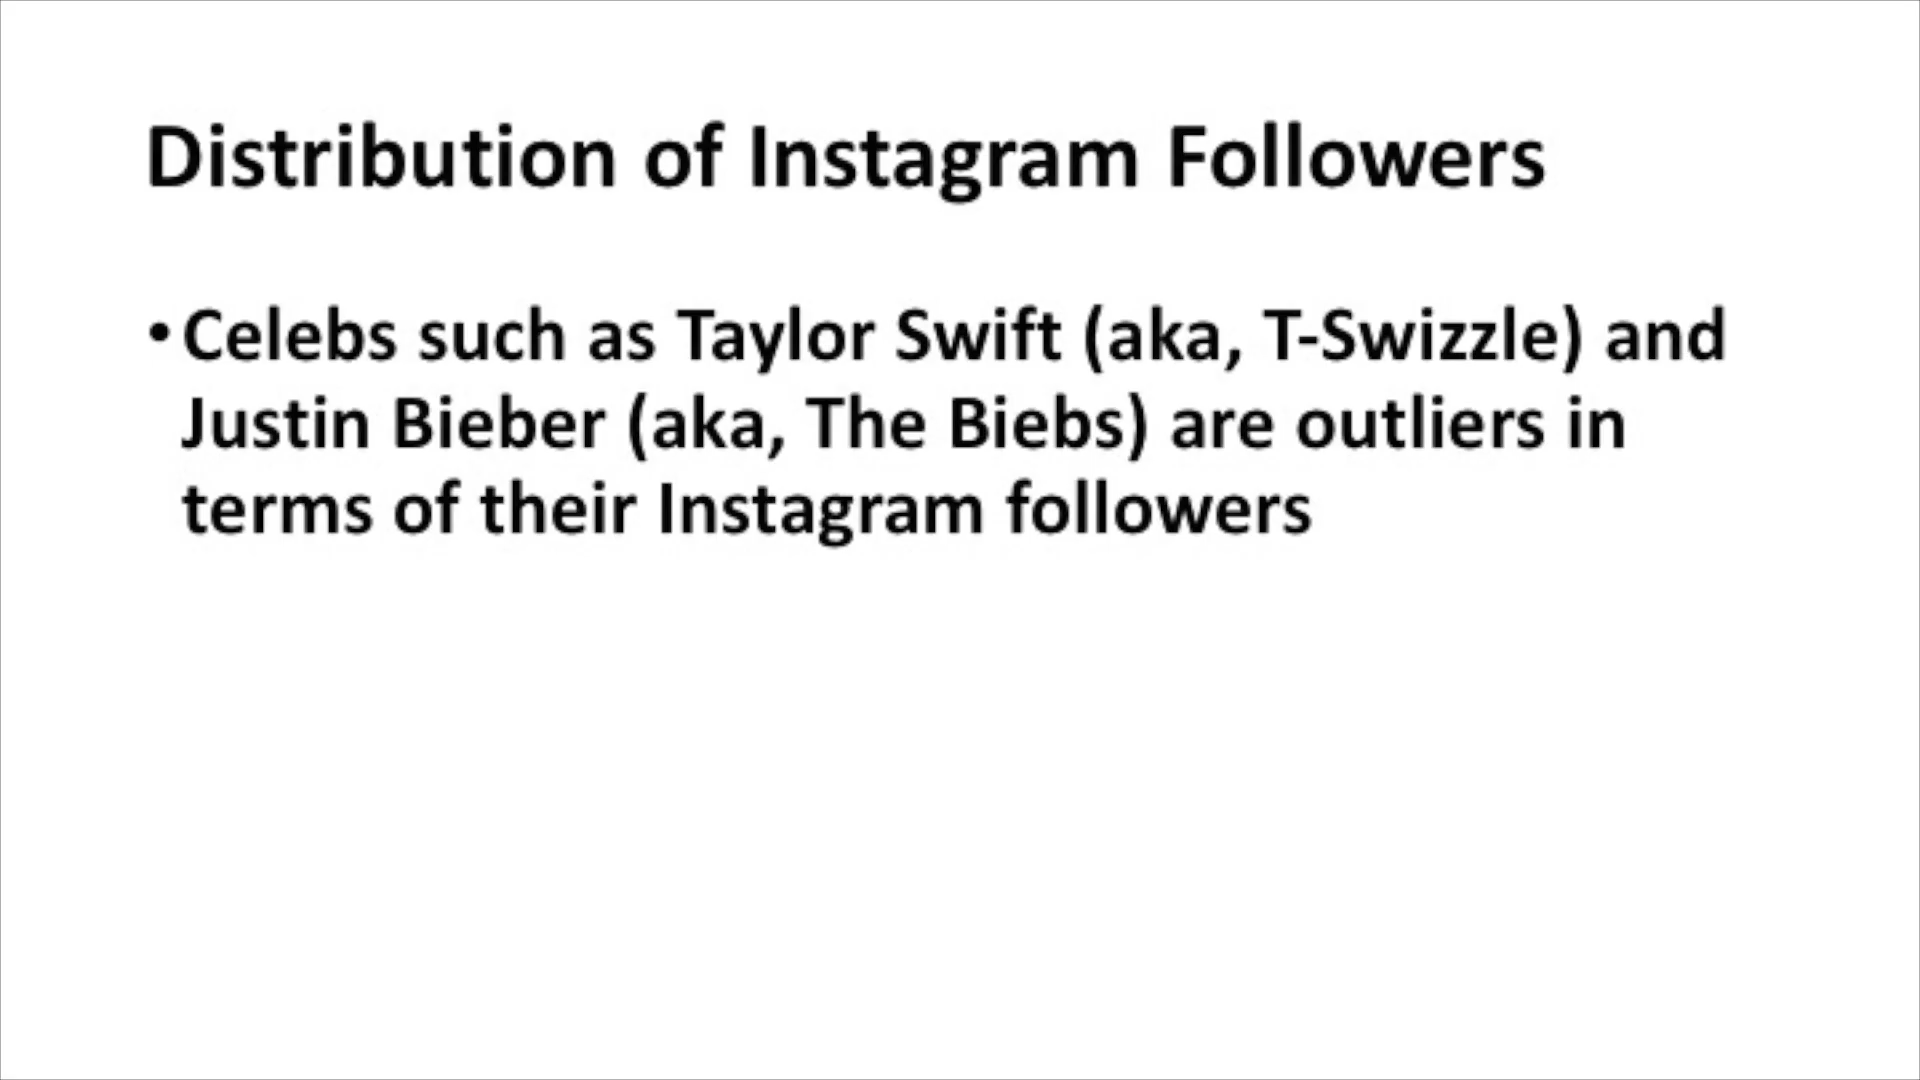 Distribution of Instagram Followers
•Celebs such as Taylor Swift (aka, T-Swizzle) and
Justin Bieber (aka, The Biebs) are outliers in
terms of their Instagram followers